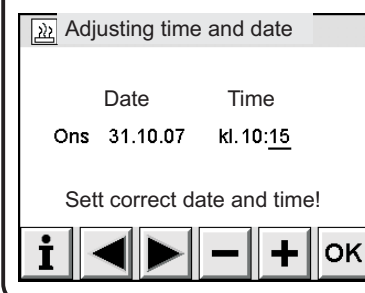 Adjusting time and date
Date Time
Ons 31.10.07 kl. 10:15
Sett correct date and time!
i − + OK